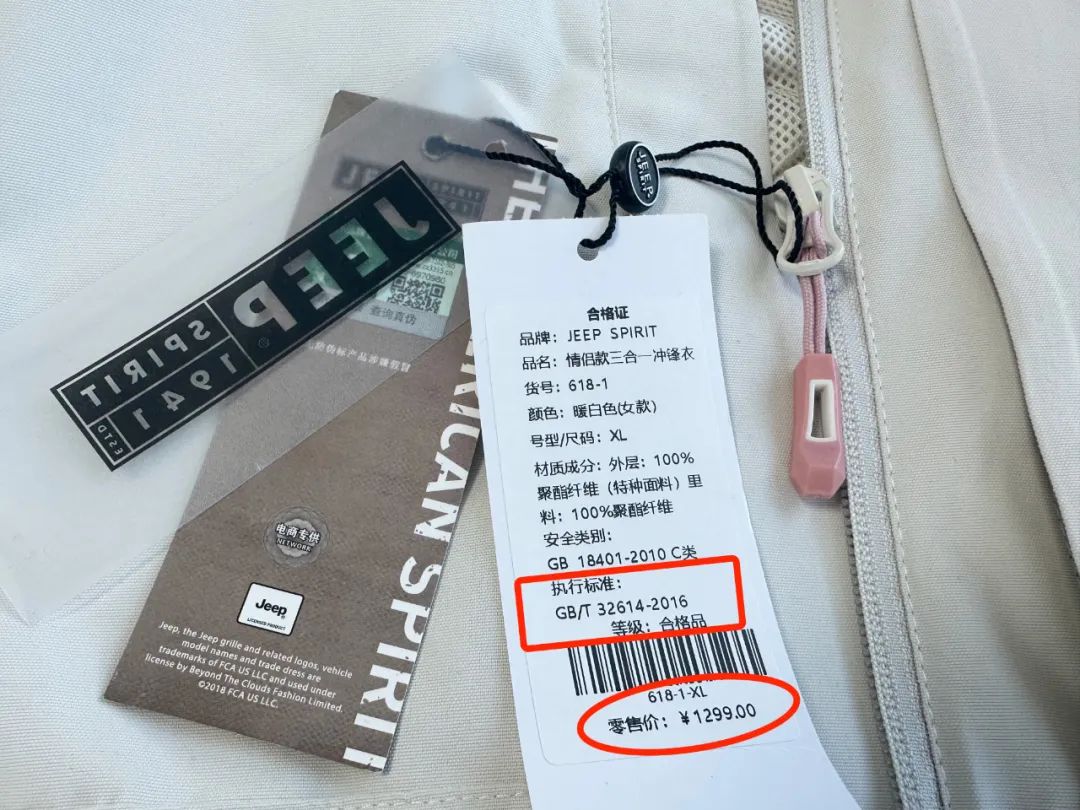 JEEP
SPIRIT
合格证
品牌：JEEP SPIRIT
品名：情侣款三合一冲锋衣
货号：618-1
颜色：暖白色(女款)
号型/尺码：XL
材质成分：外层：100%
聚酯纤维（特种面料）里
料：100%聚酯纤维
安全类别：
GB 18401-2010 C类
执行标准：
GB/T 32614-2016
等级：合格品
618-1-XL
零售价：￥1299.00
JEEP
SPIRIT
1941
ESTD
查询真伪
AMERICAN SPIRIT
电商专供
NETWORK
Jeep
LICENSED PRODUCT
Jeep, the Jeep grille and related logos, vehicle
model names and trade dress are
trademarks of FCA US LLC and used under
license by Beyond The Clouds Fashion Limited.
©2018 FCA US LLC.